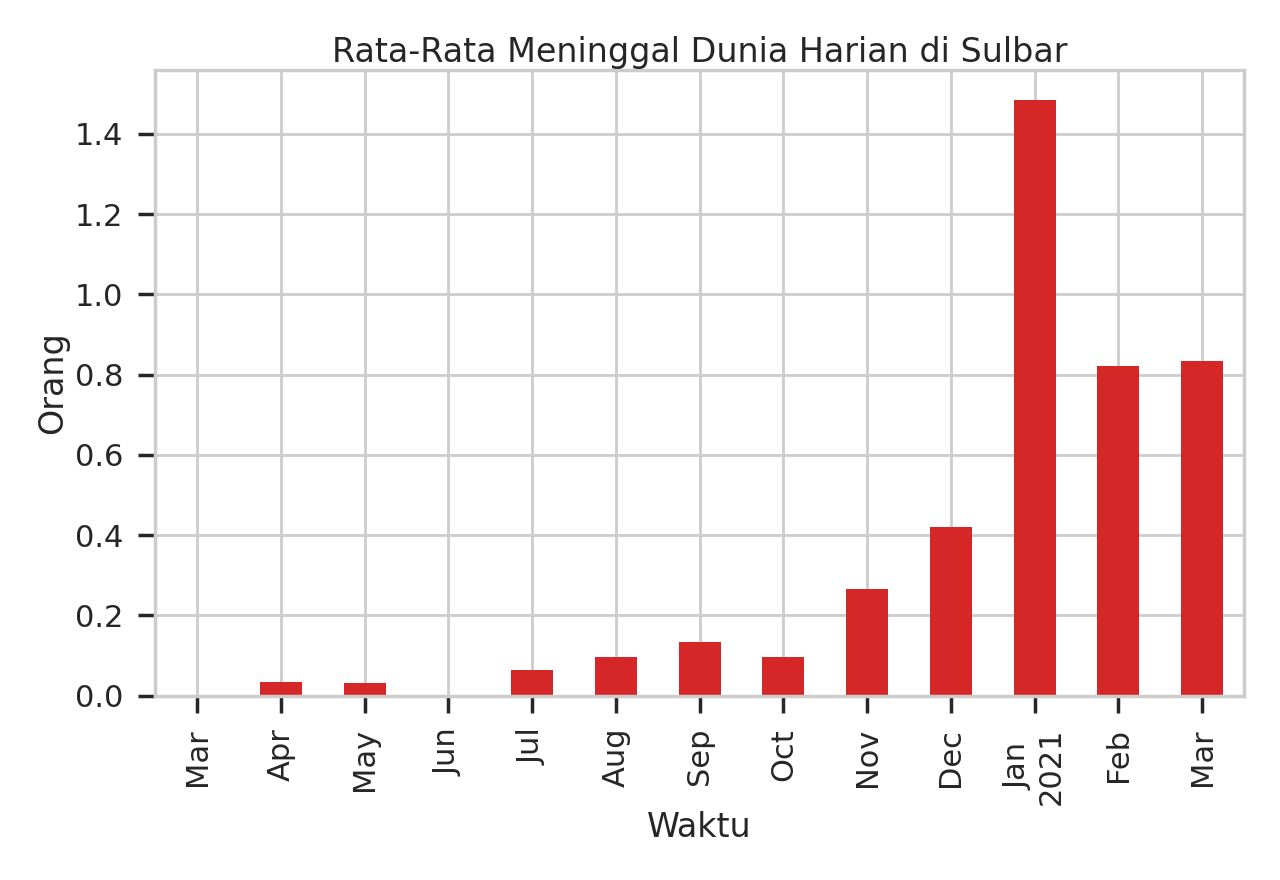 Rata-Rata Meninggal Dunia Harian di Sulbar
Orang
1.4
1.2
1.0
0.8
0.6
0.4
0.2
0.0
Mar
Apr
May
Jun
Jul
Aug
Sep
Oct
Nov
Dec
Jan
2021
Feb
Mar
Waktu